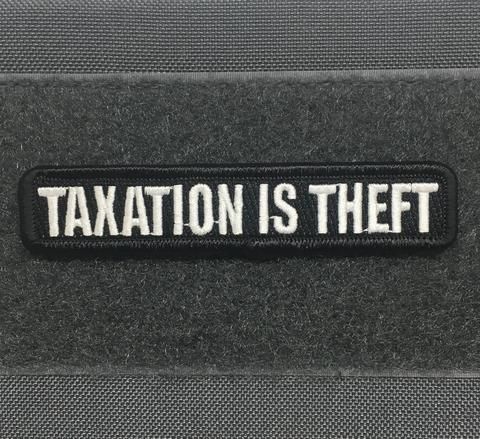 TAXATION IS THEFT